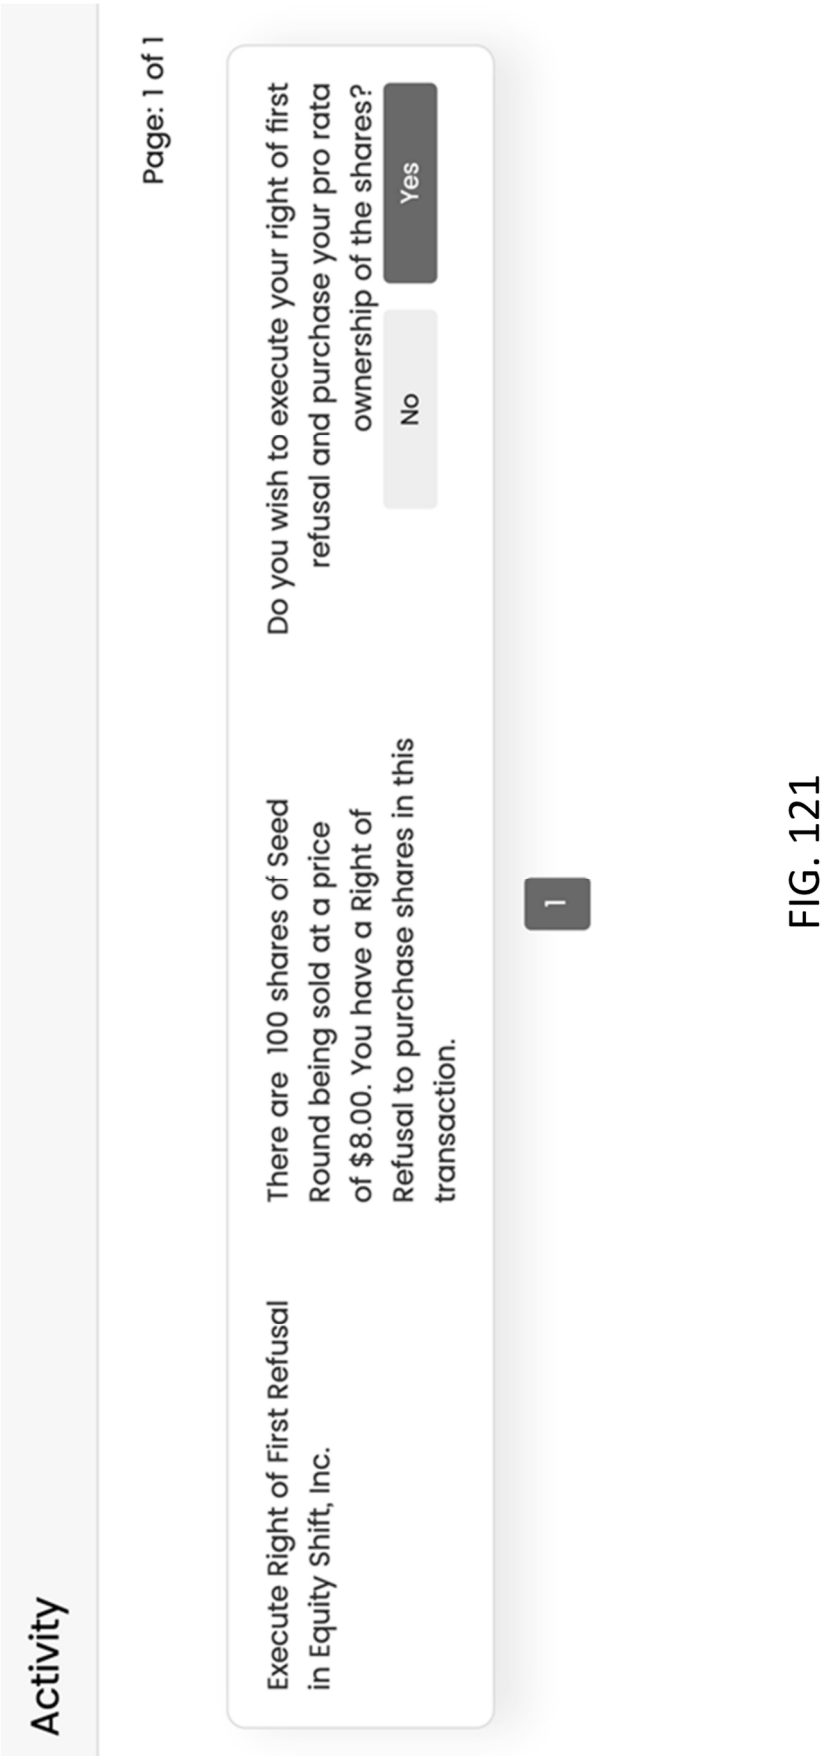 Activity
Page: 1 of 1
Execute Right of First Refusal
in Equity Shift, Inc.
There are 100 shares of Seed
Round being sold at a price
of $8.00. You have a Right of
Refusal to purchase shares in this
transaction.
Do you wish to execute your right of first
refusal and purchase your pro rata
ownership of the shares?
No
Yes
1
FIG. 121